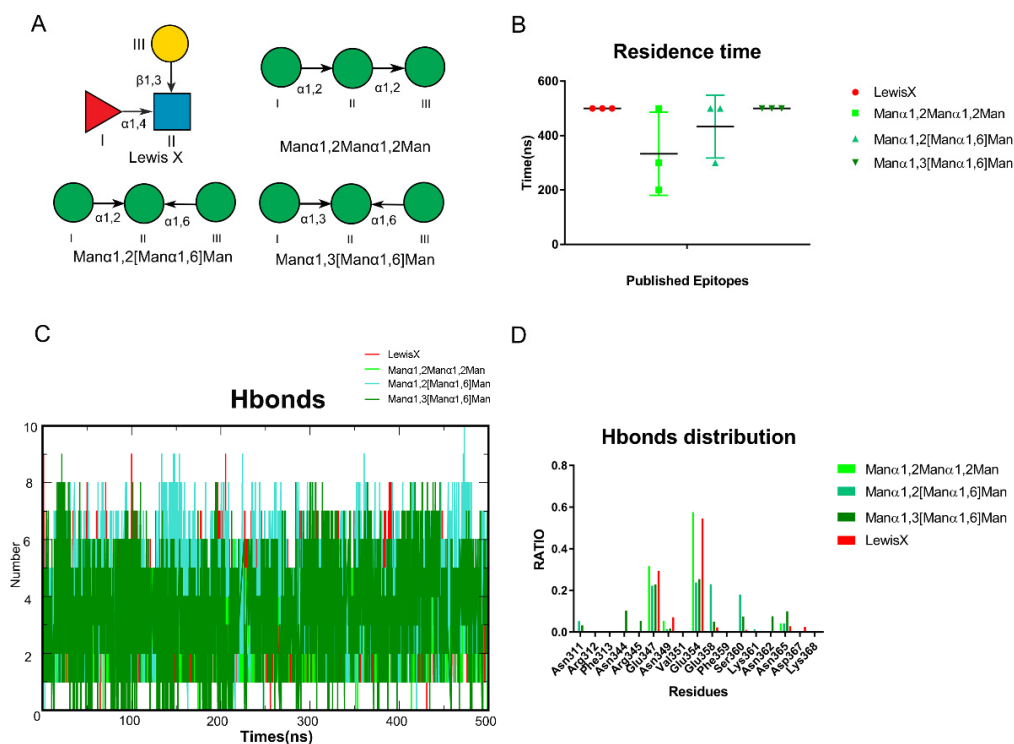 A
III
β1,3
α1,4
I
II
Lewis X
α1,2
α1,2
I
II
III
Manα1,2Manα1,2Man
α1,2
α1,6
I
II
III
Manα1,2[Manα1,6]Man
α1,3
α1,6
I
II
III
Manα1,3[Manα1,6]Man
B
Residence time
600
400
200
0
Time(ns)
Published Epitopes
LewisX
Manα1,2Manα1,2Man
Manα1,2[Manα1,6]Man
Manα1,3[Manα1,6]Man
C
LewisX
Manα1,2Manα1,2Man
Manα1,2[Manα1,6]Man
Manα1,3[Manα1,6]Man
Hbonds
10
8
6
4
2
0
Number
100
200
300
400
500
Times(ns)
D
Hbonds distribution
0.8
0.6
0.4
0.2
0.0
RATIO
Asn311
Arg312
Phe313
Asn344
Arg345
Glu347
Asn349
Val351
Glu354
Glu358
Phe359
Ser360
Lys361
Asn362
Asn365
Asp367
Lys368
Residues
Manα1,2Manα1,2Man
Manα1,2[Manα1,6]Man
Manα1,3[Manα1,6]Man
LewisX